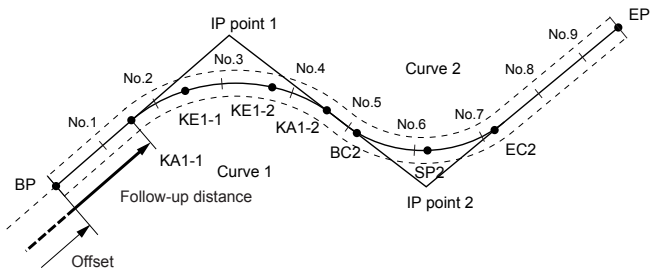 EP
IP point 1
No.9
No.3
No.2
No.4
Curve 2
No.8
No.1
KE1-1
KE1-2
No.5
KA1-2
No.6
No.7
KA1-1
BC2
EC2
Curve 1
SP2
BP
Follow-up distance
IP point 2
Offset